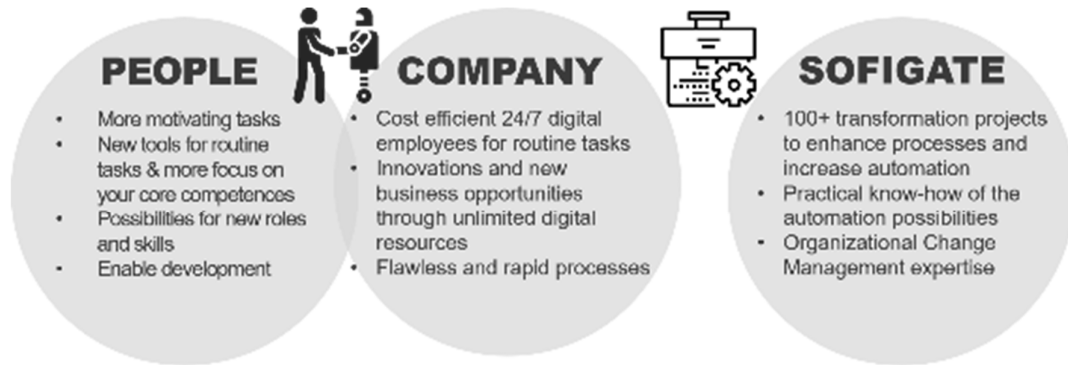 PEOPLE
• More motivating tasks
• New tools for routine
tasks & more focus on
your core competences
• Possibilities for new roles
and skills
• Enable development
COMPANY
• Cost efficient 24/7 digital
employees for routine tasks
• Innovations and new
business opportunities
through unlimited digital
resources
• Flawless and rapid processes
SOFIGATE
• 100+ transformation projects
to enhance processes and
increase automation
• Practical know-how of the
automation possibilities
• Organizational Change
Management expertise